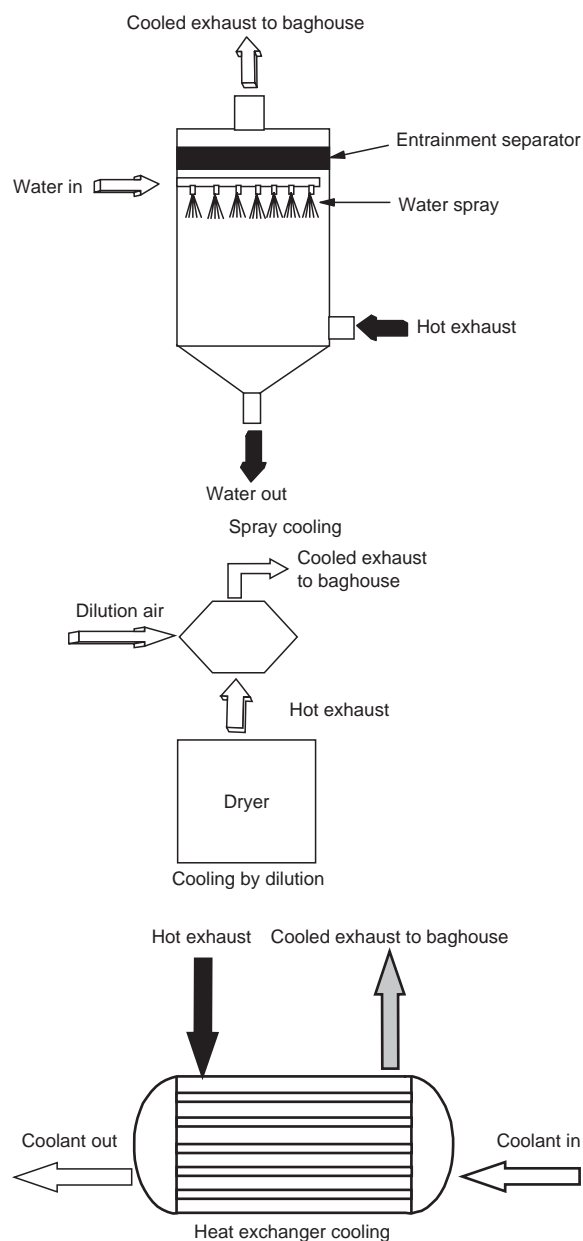 Cooled exhaust to baghouse
Entrainment separator
Water in
Water spray
Hot exhaust
Water out
Spray cooling
Cooled exhaust
to baghouse
Dilution air
Hot exhaust
Dryer
Cooling by dilution
Hot exhaust
Cooled exhaust to baghouse
Coolant out
Coolant in
Heat exchanger cooling